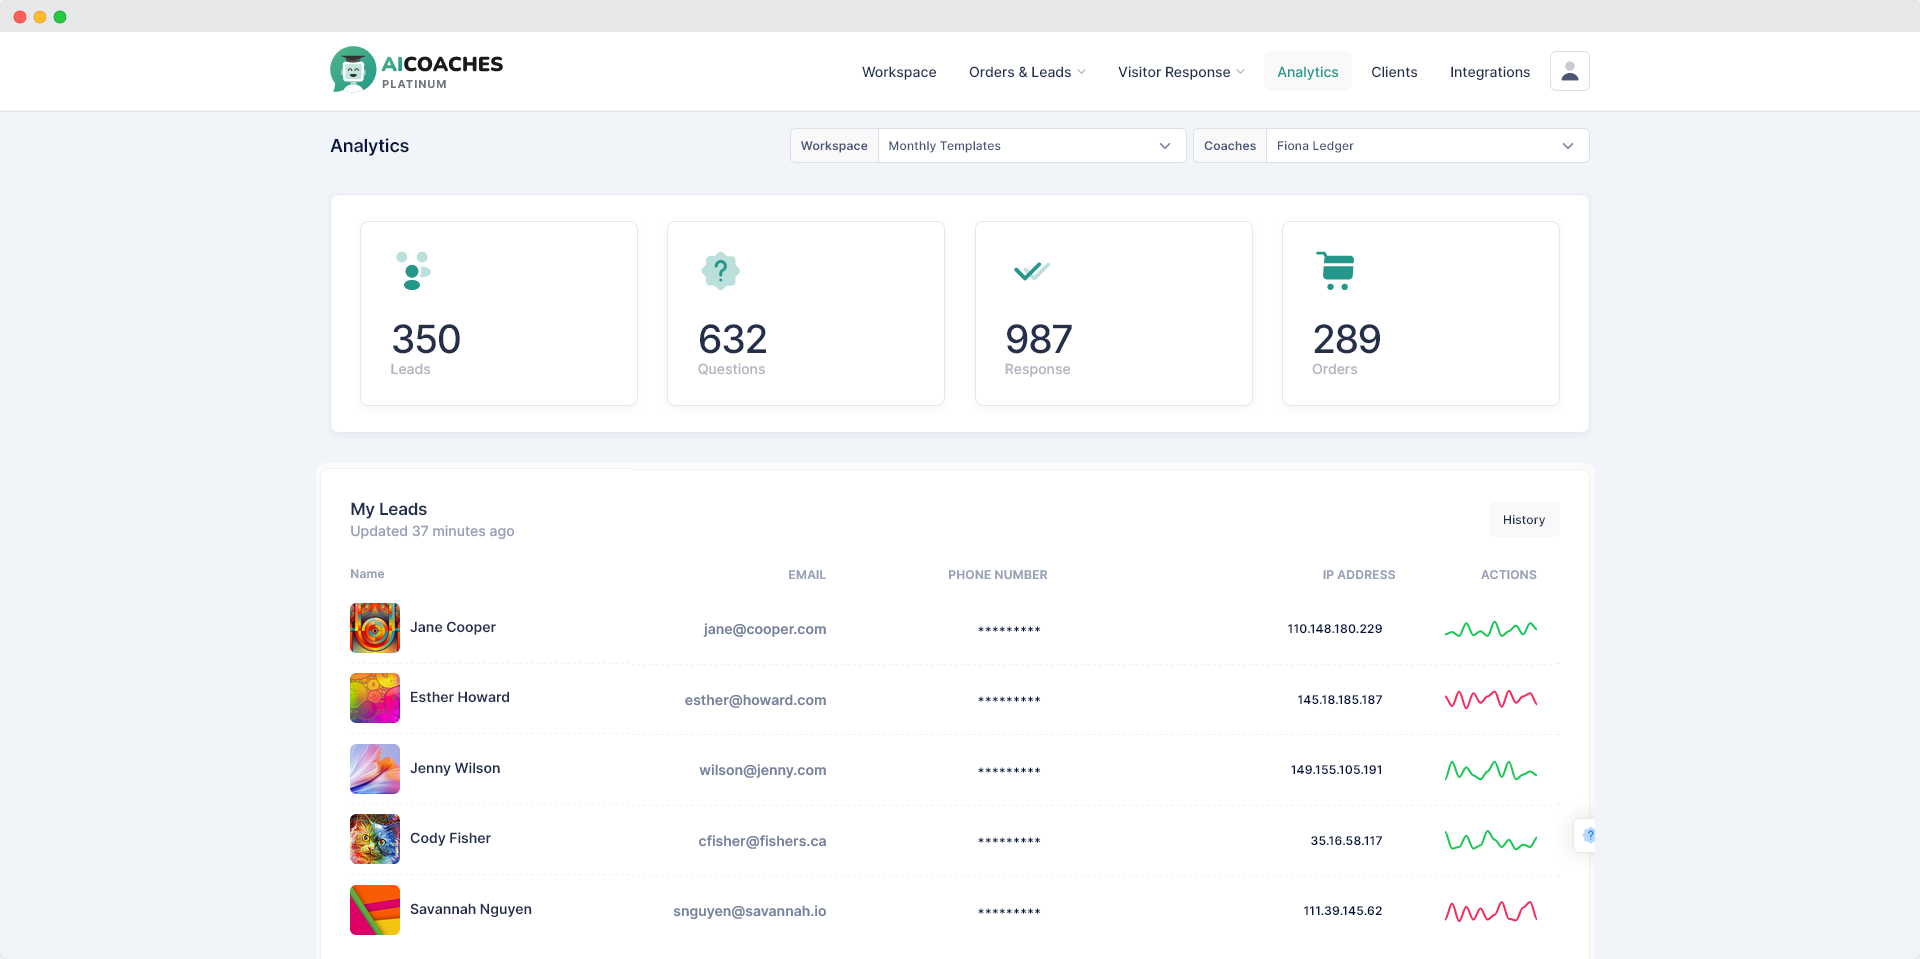 AICOACHES
PLATINUM
Workspace
Orders & Leads
Visitor Response
Analytics
Clients
Integrations
Analytics
Workspace
Monthly Templates
Coaches
Fiona Ledger
?
350
Leads
632
Questions
987
Response
289
Orders
My Leads
Updated 37 minutes ago
History
Name EMAIL PHONE NUMBER IP ADDRESS ACTIONS
Jane Cooper jane@cooper.com ********* 110.148.180.229
Esther Howard esther@howard.com ********* 145.18.185.187
Jenny Wilson wilson@jenny.com ********* 149.155.105.191
Cody Fisher cfisher@fishers.ca ********* 35.16.58.117
?
Savannah Nguyen snguyen@savannah.io ********* 111.39.145.62